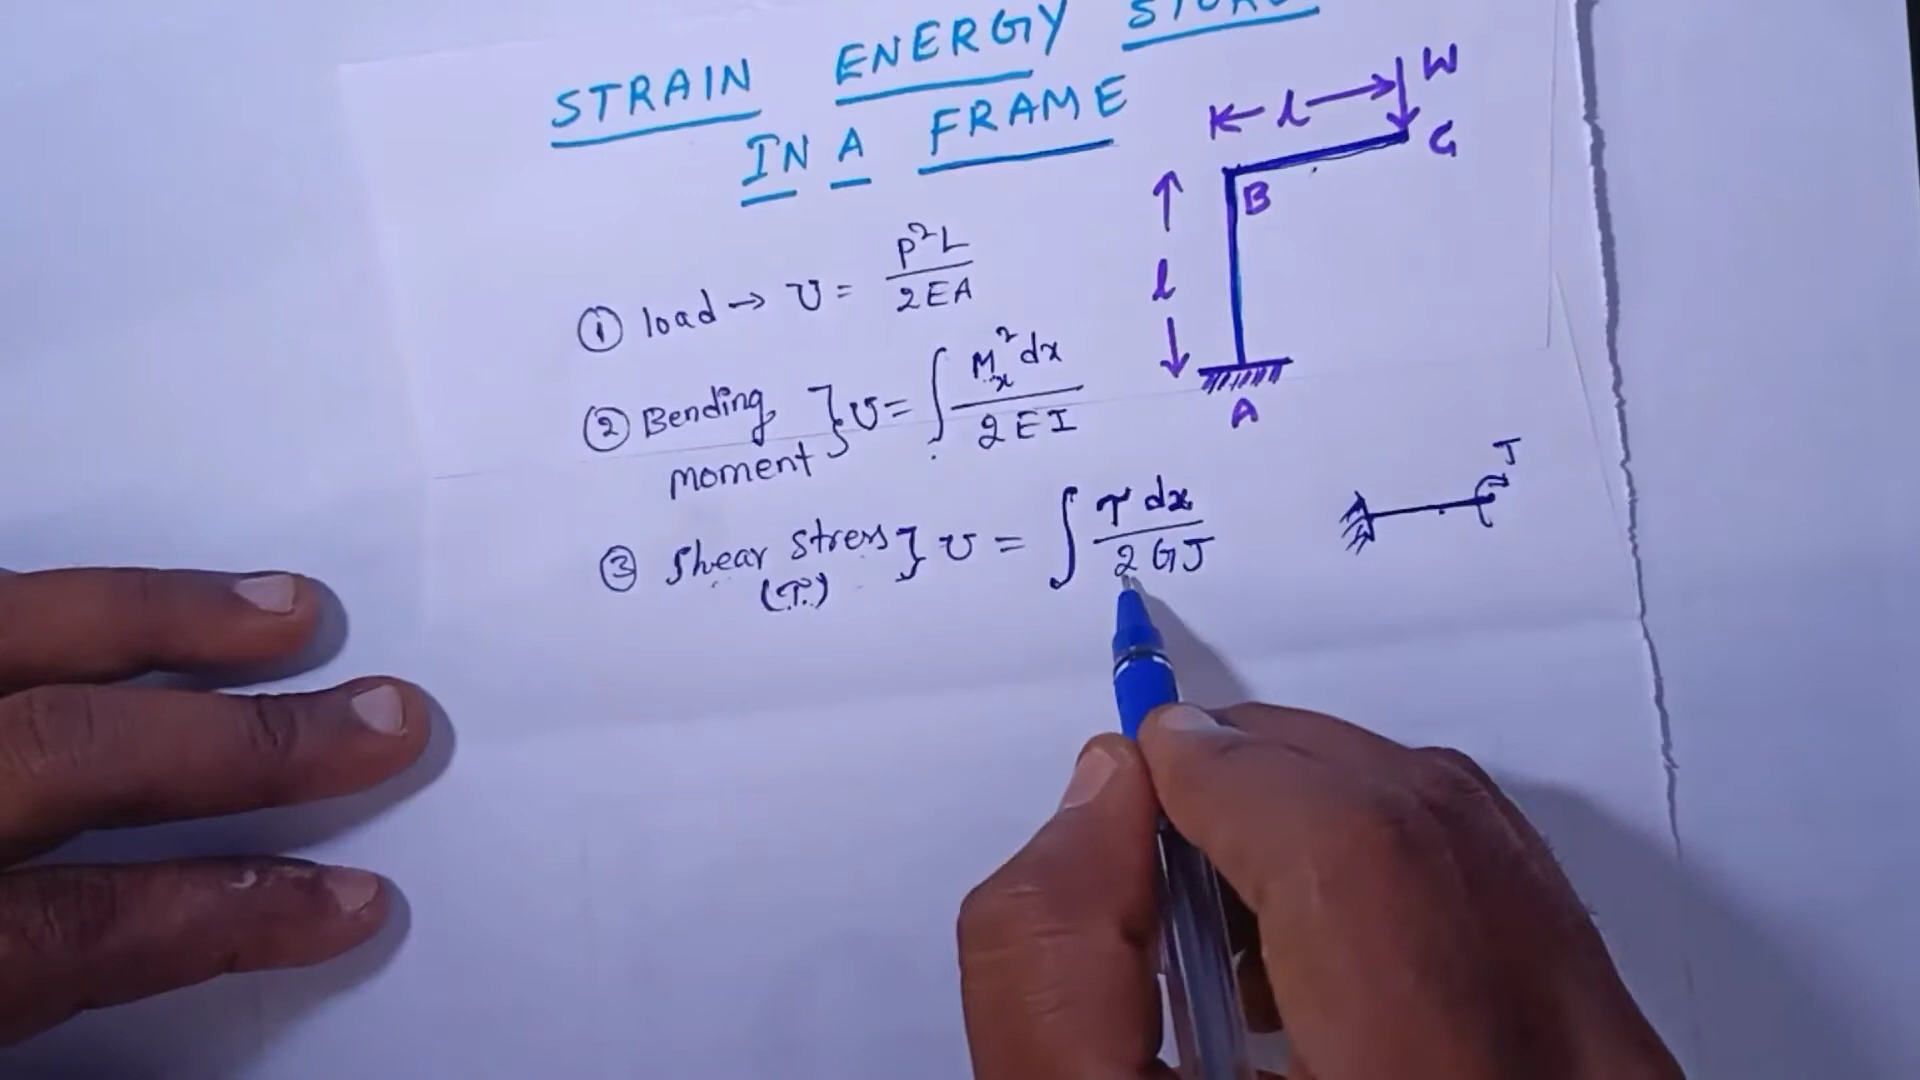 STRAIN ENERGY
IN A FRAME
① load → U = P²L / 2EA
② Bending moment } U = ∫ Mₓ² dx / 2EI
③ Shear stress (τ) } U = ∫ τ dx / 2GJ
← l →
W
C
B
l
A
J